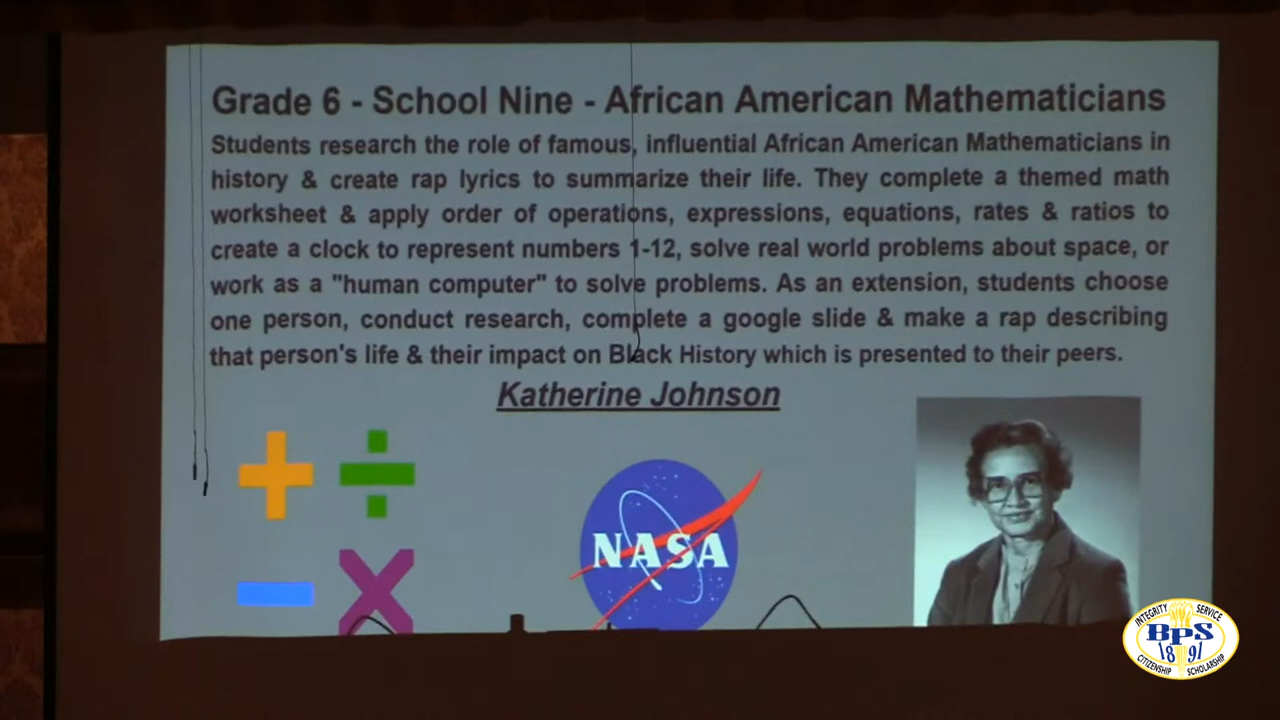 Grade 6 - School Nine - African American Mathematicians
Students research the role of famous, influential African American Mathematicians in
history & create rap lyrics to summarize their life. They complete a themed math
worksheet & apply order of operations, expressions, equations, rates & ratios to
create a clock to represent numbers 1-12, solve real world problems about space, or
work as a "human computer" to solve problems. As an extension, students choose
one person, conduct research, complete a google slide & make a rap describing
that person's life & their impact on Black History which is presented to their peers.
Katherine Johnson
NASA
INTEGRITY SERVICE
BPS
1891
CITIZENSHIP SCHOLARSHIP